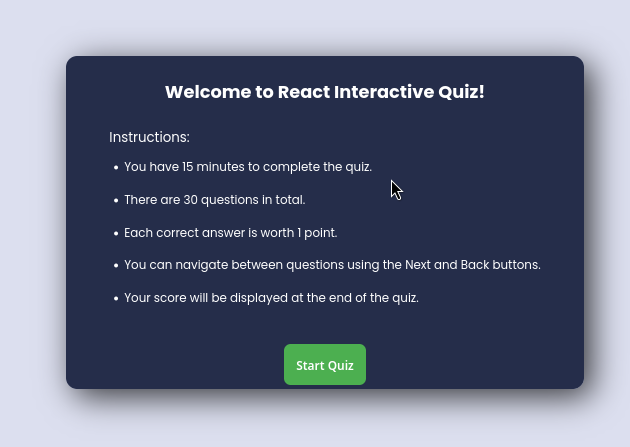 Welcome to React Interactive Quiz!
Instructions:
• You have 15 minutes to complete the quiz.
• There are 30 questions in total.
• Each correct answer is worth 1 point.
• You can navigate between questions using the Next and Back buttons.
• Your score will be displayed at the end of the quiz.
Start Quiz